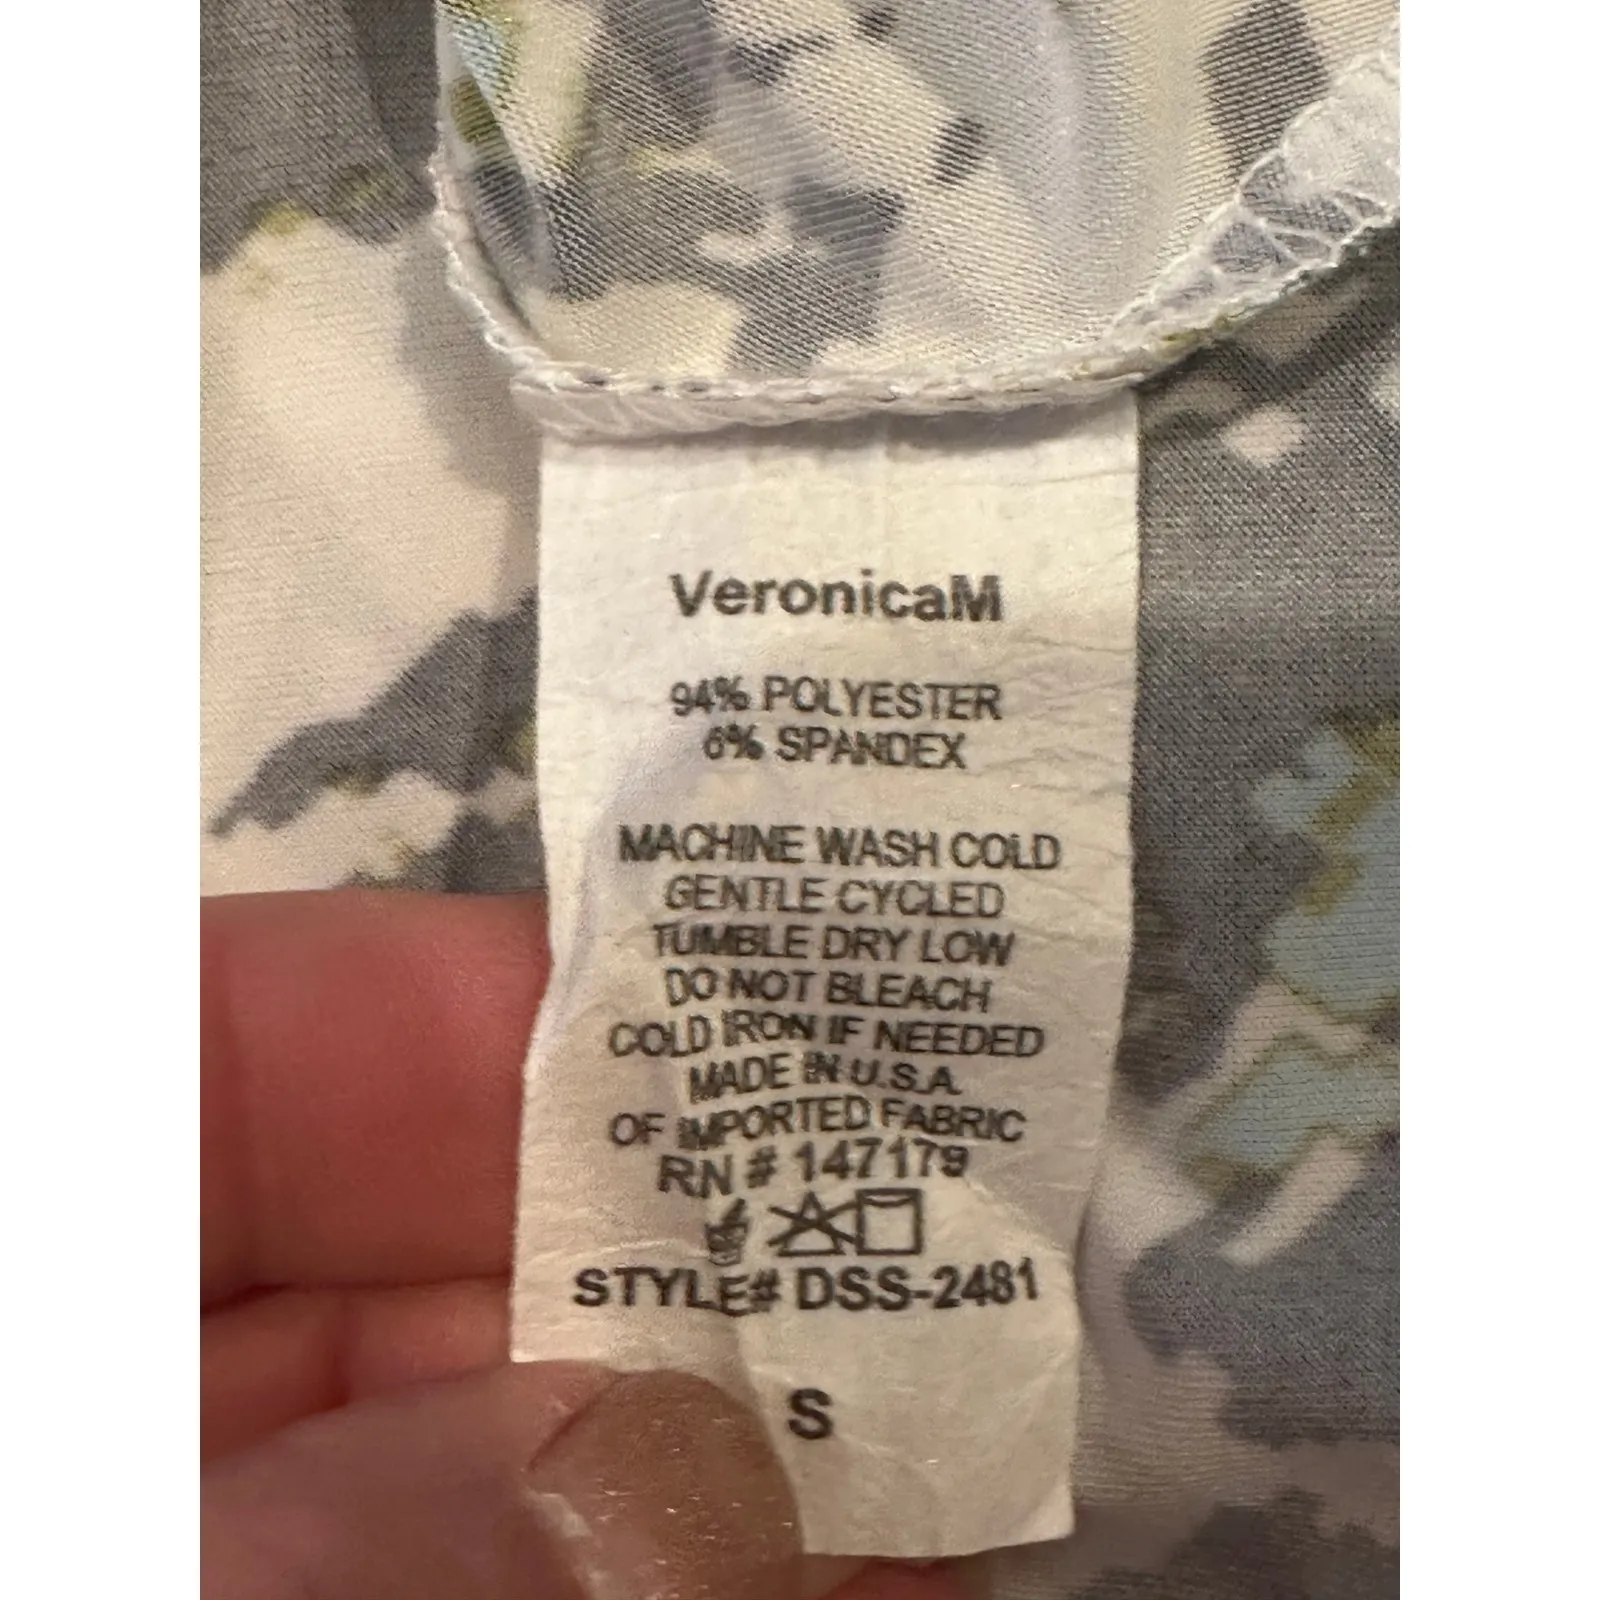 VeronicaM
94% POLYESTER
6% SPANDEX
MACHINE WASH COLD
GENTLE CYCLED
TUMBLE DRY LOW
DO NOT BLEACH
COLD IRON IF NEEDED
MADE IN U.S.A.
OF IMPORTED FABRIC
RN # 147179
STYLE# DSS-2481
S